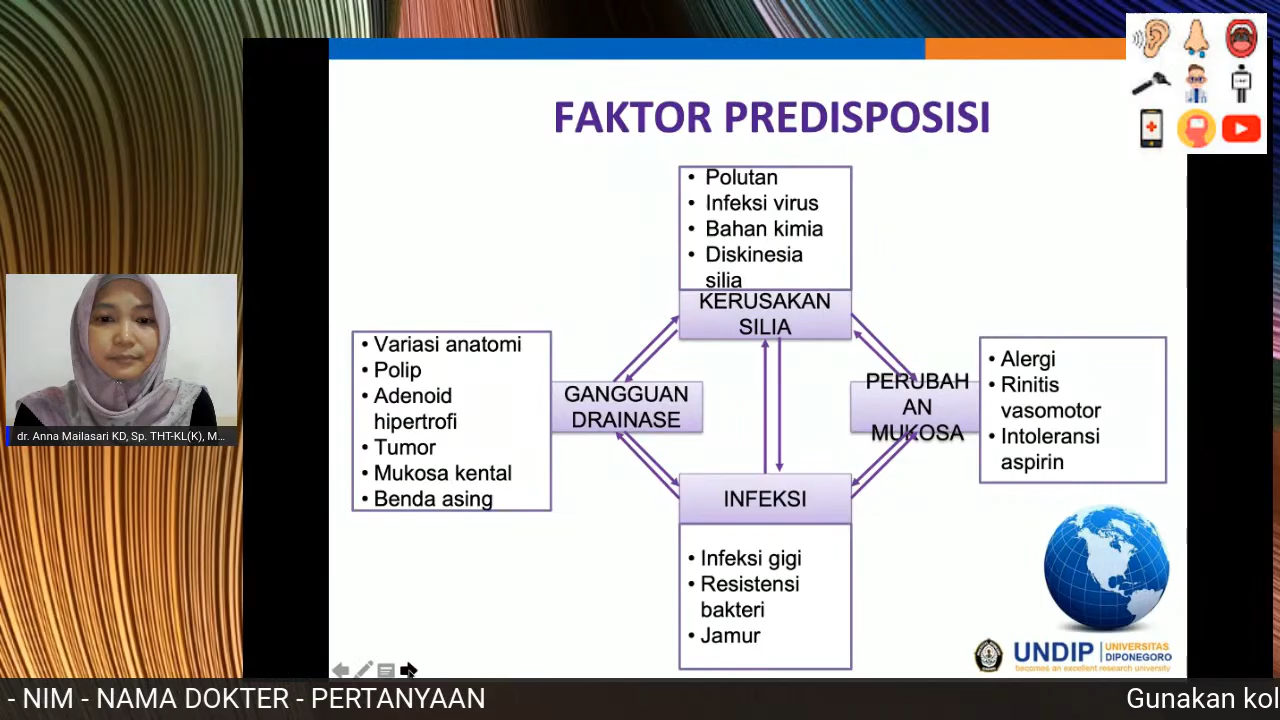 FAKTOR PREDISPOSISI
• Polutan
• Infeksi virus
• Bahan kimia
• Diskinesia
silia
KERUSAKAN
SILIA
• Variasi anatomi
• Polip
• Adenoid
hipertrofi
• Tumor
• Mukosa kental
• Benda asing
GANGGUAN
DRAINASE
PERUBAH
AN
MUKOSA
• Alergi
• Rinitis
vasomotor
• Intoleransi
aspirin
INFEKSI
• Infeksi gigi
• Resistensi
bakteri
• Jamur
dr. Anna Mailasari KD, Sp. THT-KL(K), M...
UNDIP
UNIVERSITAS
DIPONEGORO
becomes an excellent research university
- NIM - NAMA DOKTER - PERTANYAAN
Gunakan kol